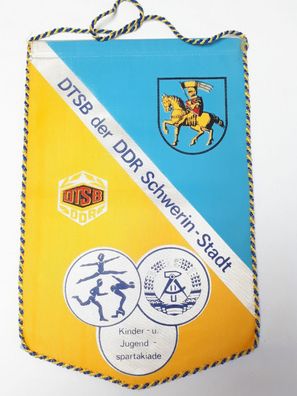 DTSB der DDR Schwerin-Stadt
DTSB
DDR
Kinder- u.
Jugend-
spartakiade